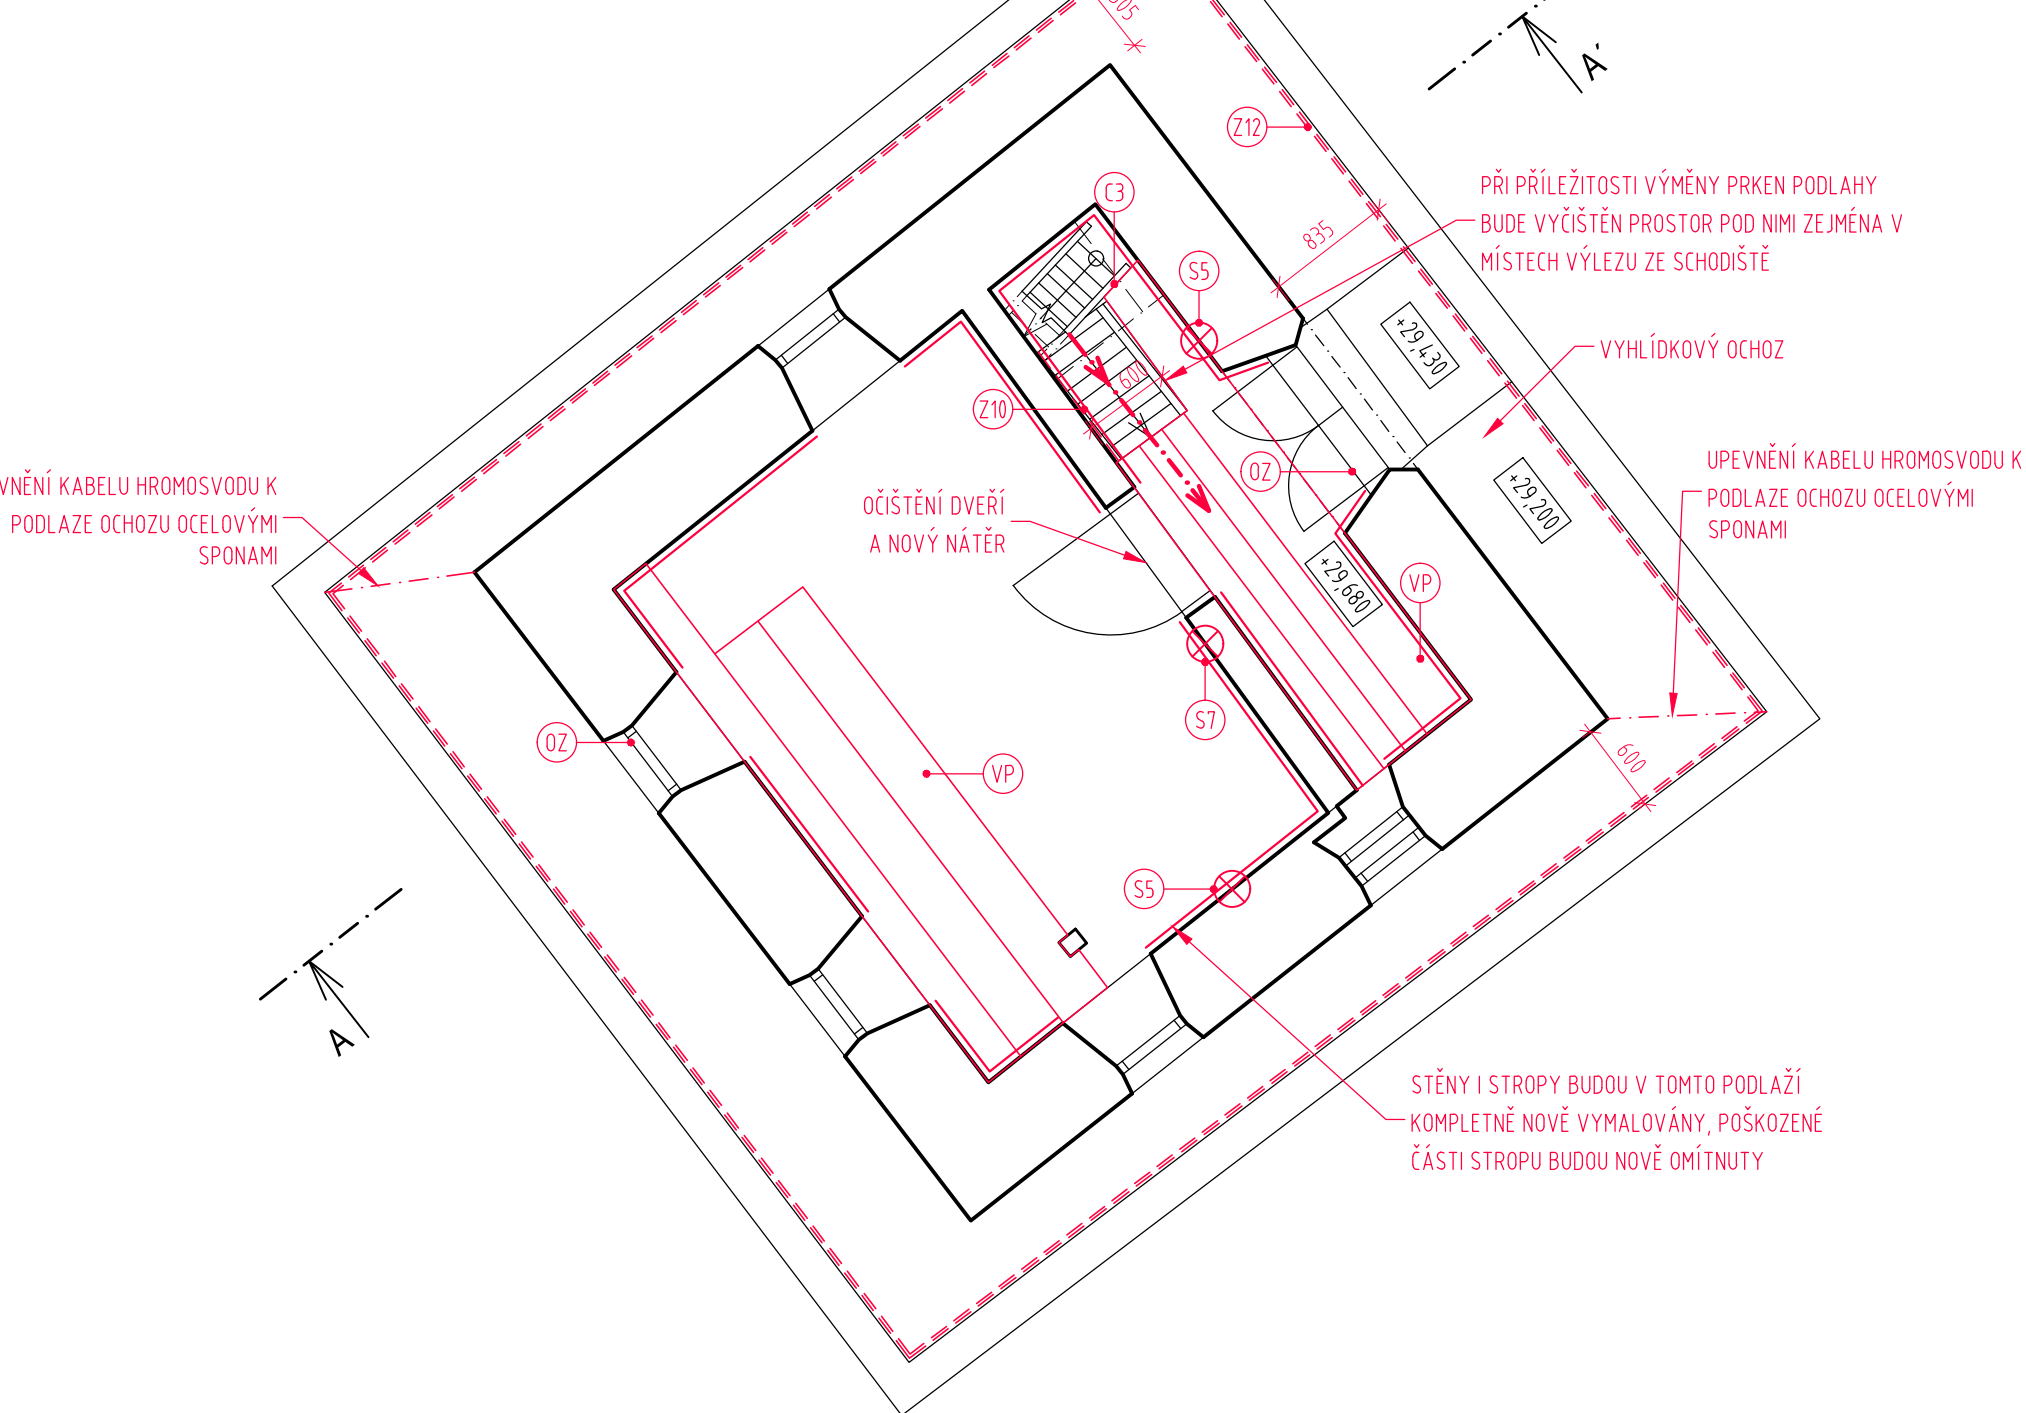 805
A´
Z12
PŘI PŘÍLEŽITOSTI VÝMĚNY PRKEN PODLAHY
BUDE VYČIŠTĚN PROSTOR POD NIMI ZEJMÉNA V
MÍSTECH VÝLEZU ZE SCHODIŠTĚ
C3
835
S5
+29,430
VYHLÍDKOVÝ OCHOZ
600
Z10
OZ
UPEVNĚNÍ KABELU HROMOSVODU K
PODLAZE OCHOZU OCELOVÝMI
SPONAMI
VNĚNÍ KABELU HROMOSVODU K
PODLAZE OCHOZU OCELOVÝMI
SPONAMI
OČIŠTĚNÍ DVEŘÍ
A NOVÝ NÁTĚR
+29,200
+29,680
VP
S7
OZ
VP
600
S5
A
STĚNY I STROPY BUDOU V TOMTO PODLAŽÍ
KOMPLETNĚ NOVĚ VYMALOVÁNY, POŠKOZENÉ
ČÁSTI STROPU BUDOU NOVĚ OMÍTNUTY